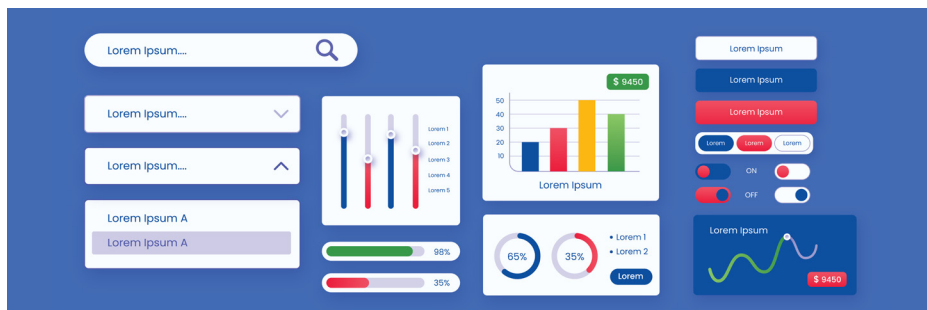 Lorem Ipsum....
Lorem Ipsum....
Lorem Ipsum....
Lorem Ipsum A
Lorem Ipsum A
Lorem 1
Lorem 2
Lorem 3
Lorem 4
Lorem 5
98%
35%
$ 9450
50
40
30
20
10
Lorem Ipsum
65%
35%
Lorem 1
Lorem 2
Lorem
Lorem Ipsum
Lorem Ipsum
Lorem Ipsum
Lorem Lorem Lorem
ON
OFF
Lorem Ipsum
$ 9450